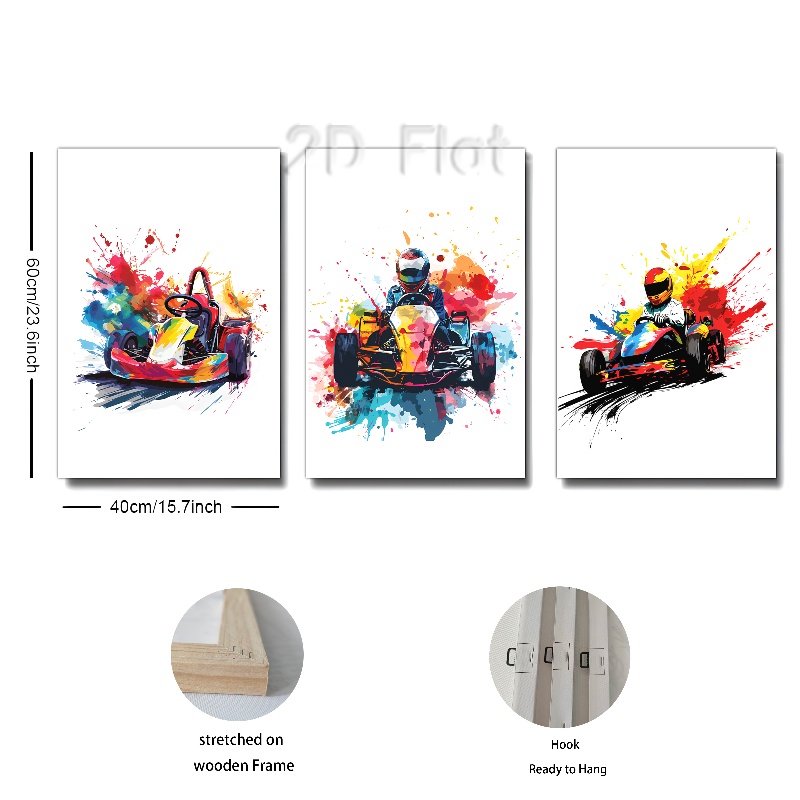 2D Flat
60cm/23.6inch
40cm/15.7inch
stretched on
wooden Frame
Hook
Ready to Hang